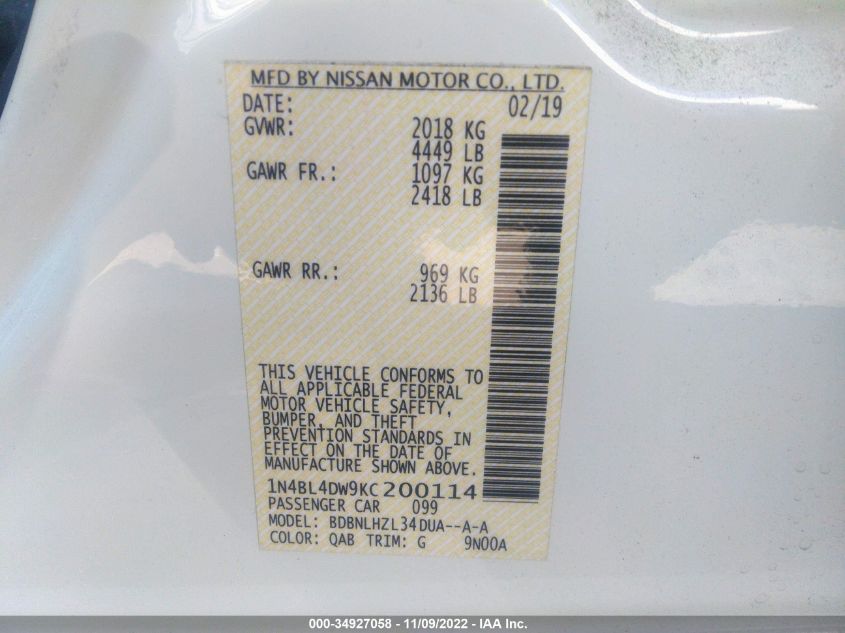 MFD BY NISSAN MOTOR CO., LTD.
DATE: 02/19
GVWR: 2018 KG
4449 LB
GAWR FR.: 1097 KG
2418 LB
GAWR RR.: 969 KG
2136 LB
THIS VEHICLE CONFORMS TO
ALL APPLICABLE FEDERAL
MOTOR VEHICLE SAFETY,
BUMPER, AND THEFT
PREVENTION STANDARDS IN
EFFECT ON THE DATE OF
MANUFACTURE SHOWN ABOVE.
1N4BL4DW9KC200114
PASSENGER CAR 099
MODEL: BDBNLHZL34DUA--A-A
COLOR: QAB TRIM: G 9N00A
000-34927058 - 11/09/2022 - IAA Inc.